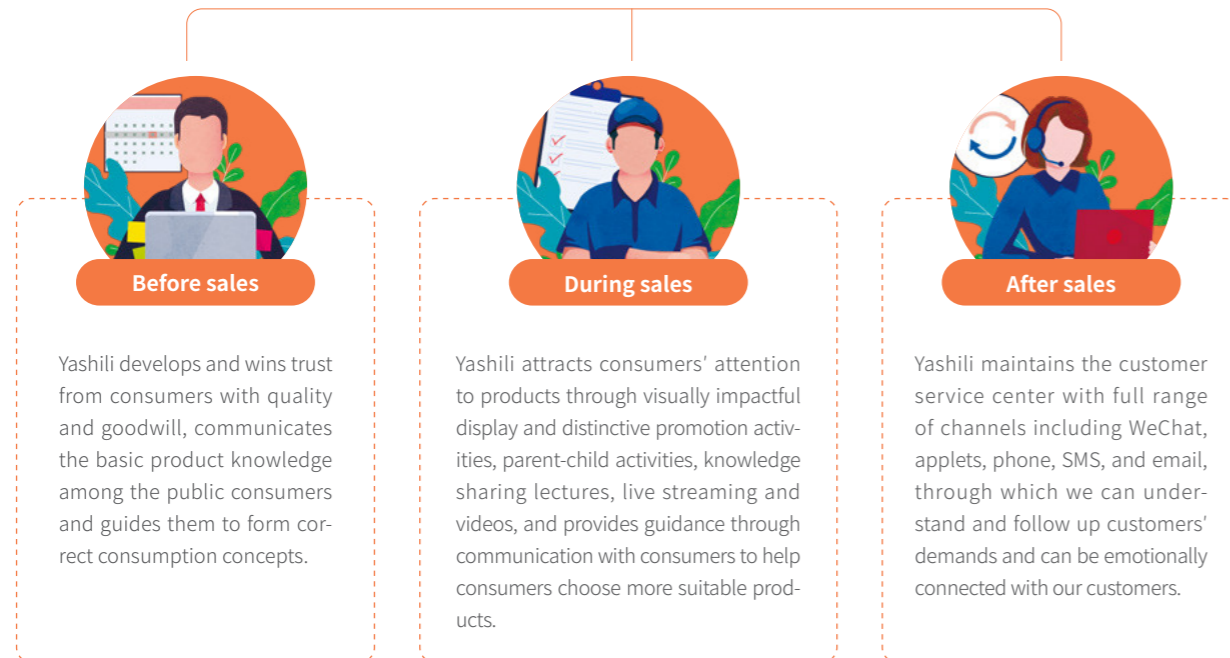 Before sales
Yashili develops and wins trust
from consumers with quality
and goodwill, communicates
the basic product knowledge
among the public consumers
and guides them to form cor-
rect consumption concepts.
During sales
Yashili attracts consumers' attention
to products through visually impactful
display and distinctive promotion activ-
ities, parent-child activities, knowledge
sharing lectures, live streaming and
videos, and provides guidance through
communication with consumers to help
consumers choose more suitable prod-
ucts.
After sales
Yashili maintains the customer
service center with full range
of channels including WeChat,
applets, phone, SMS, and email,
through which we can under-
stand and follow up customers'
demands and can be emotionally
connected with our customers.